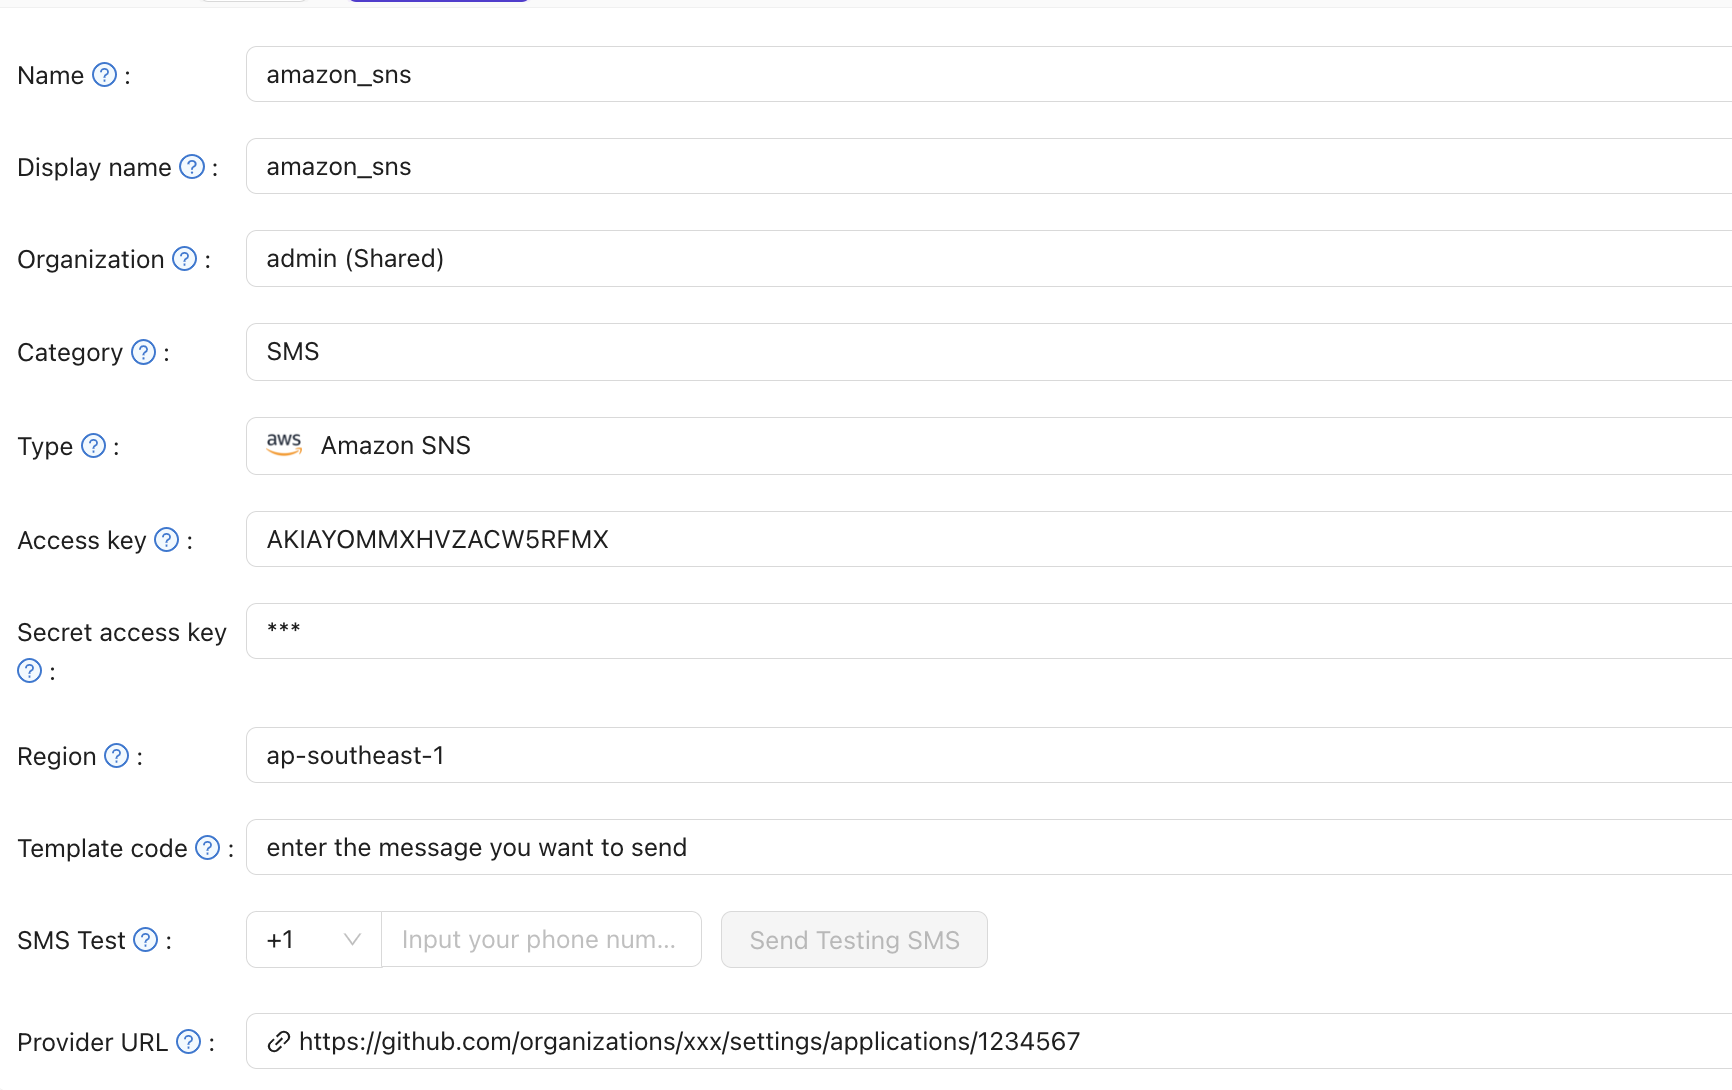 Name ? :
amazon_sns
Display name ? :
amazon_sns
Organization ? :
admin (Shared)
Category ? :
SMS
Type ? :
aws Amazon SNS
Access key ? :
AKIAYOMMXHVZACW5RFMX
Secret access key ? :
***
Region ? :
ap-southeast-1
Template code ? :
enter the message you want to send
SMS Test ? :
+1
Input your phone num...
Send Testing SMS
Provider URL ? :
https://github.com/organizations/xxx/settings/applications/1234567